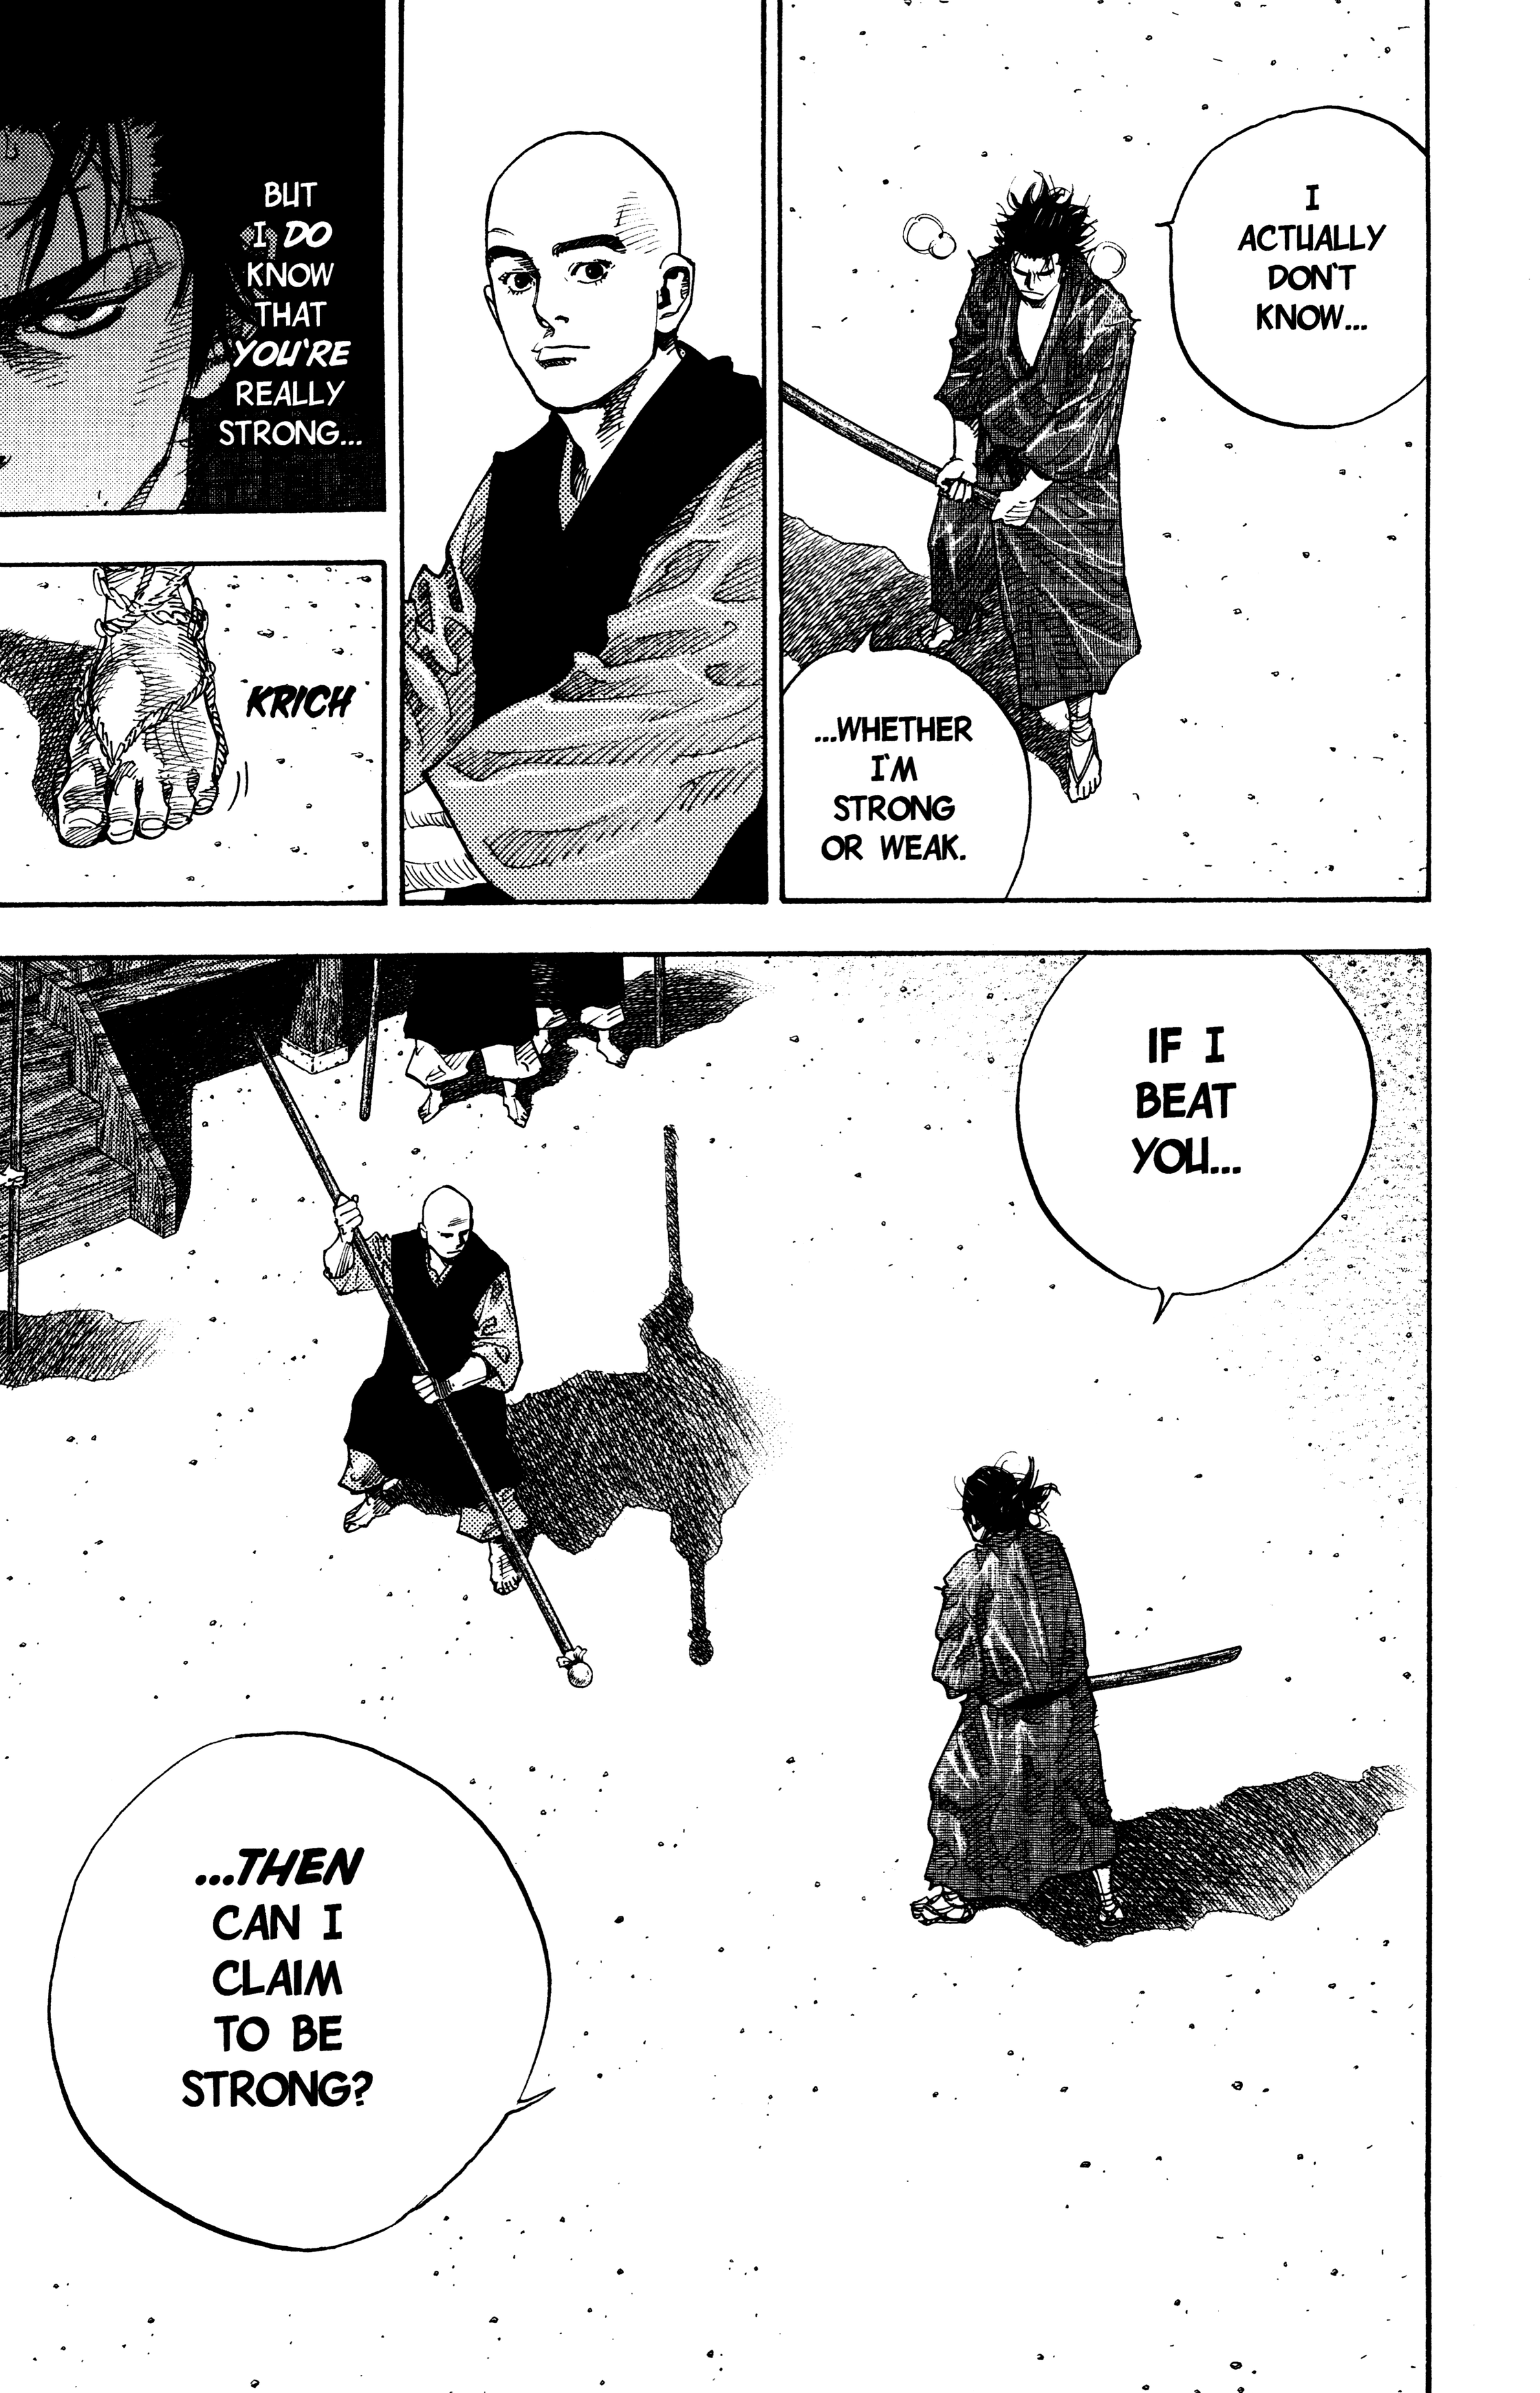 I
ACTUALLY
DON'T
KNOW...
...WHETHER
I'M
STRONG
OR WEAK.
BUT
I DO
KNOW
THAT
YOU'RE
REALLY
STRONG...
KRICH
IF I
BEAT
YOU...
...THEN
CAN I
CLAIM
TO BE
STRONG?